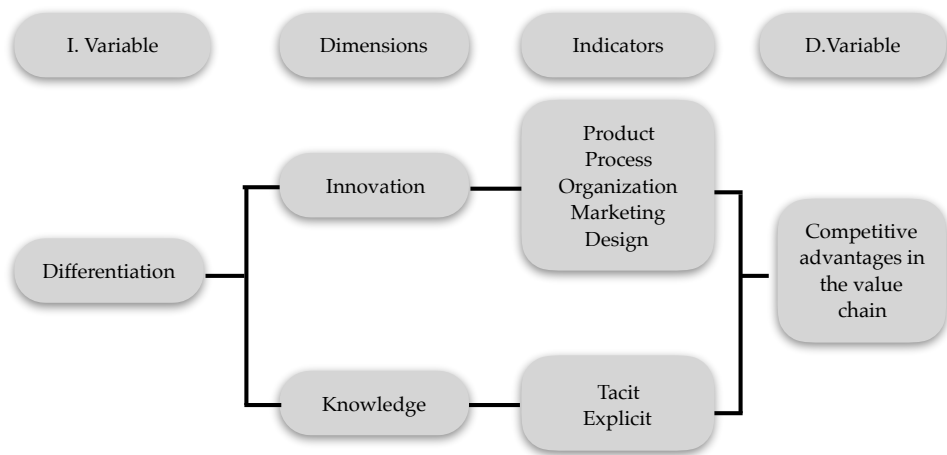 I. Variable
Dimensions
Indicators
D.Variable
Innovation
Product
Process
Organization
Marketing
Design
Differentiation
Competitive
advantages in
the value
chain
Knowledge
Tacit
Explicit